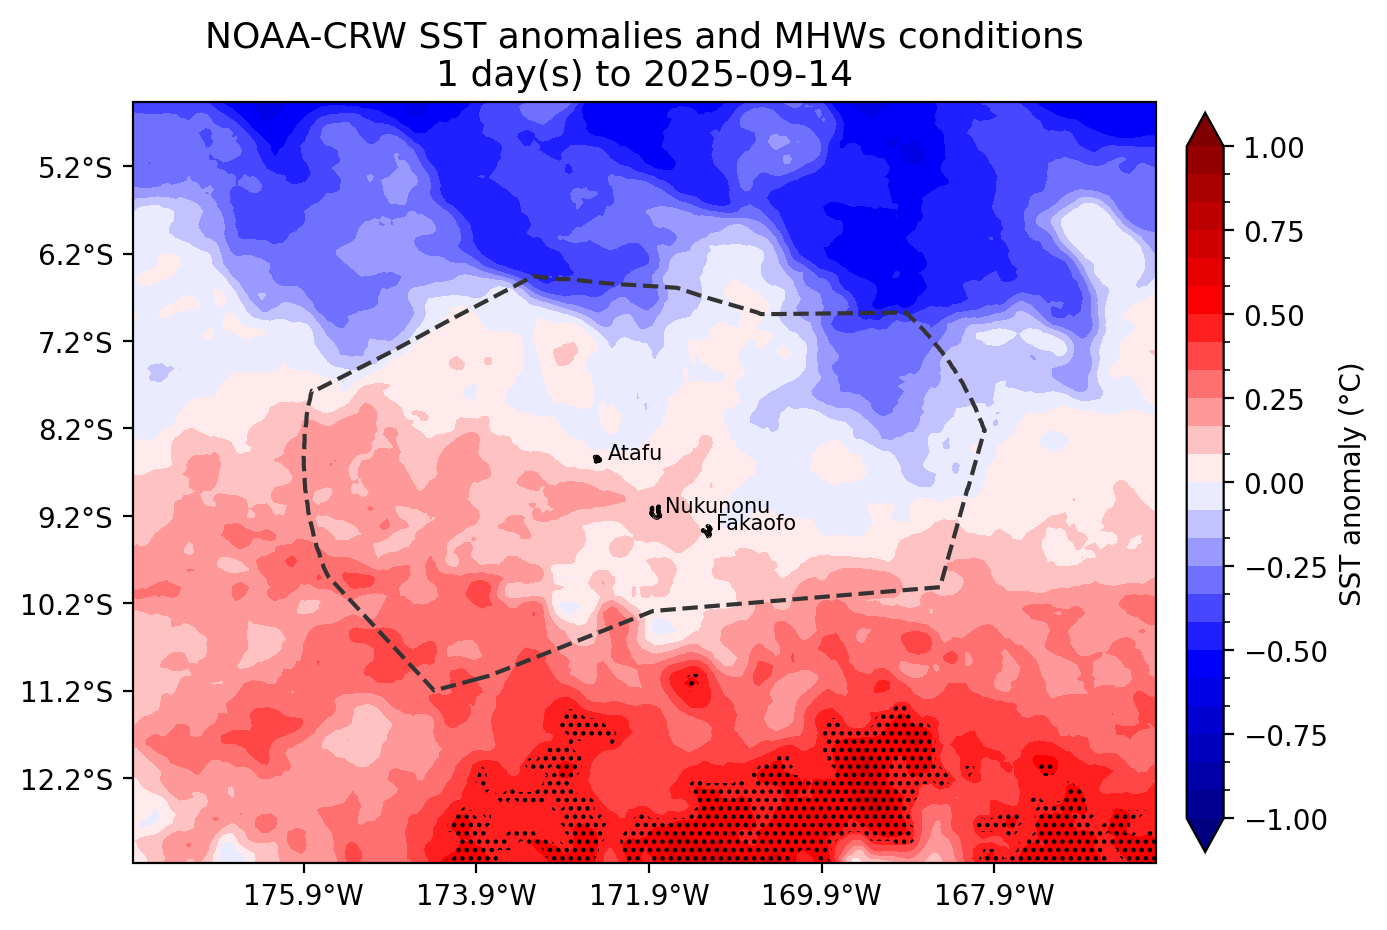 NOAA-CRW SST anomalies and MHWs conditions
1 day(s) to 2025-09-14
5.2°S
6.2°S
7.2°S
8.2°S
9.2°S
10.2°S
11.2°S
12.2°S
Atafu
Nukunonu
Fakaofo
175.9°W
173.9°W
171.9°W
169.9°W
167.9°W
1.00
0.75
0.50
0.25
0.00
−0.25
−0.50
−0.75
−1.00
SST anomaly (°C)